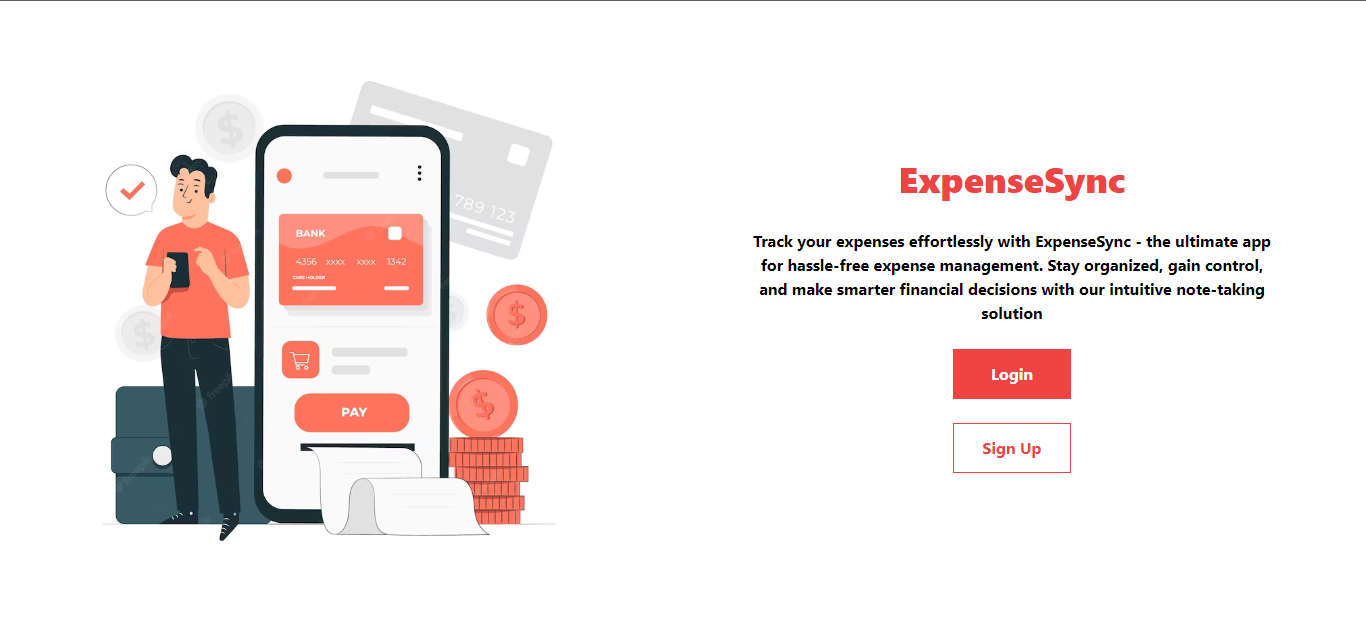 ExpenseSync
Track your expenses effortlessly with ExpenseSync - the ultimate app
for hassle-free expense management. Stay organized, gain control,
and make smarter financial decisions with our intuitive note-taking
solution
Login
Sign Up
789 123
BANK
4356 xxxx xxxx 1342
CARE HOLDER
PAY
$
$
$
$